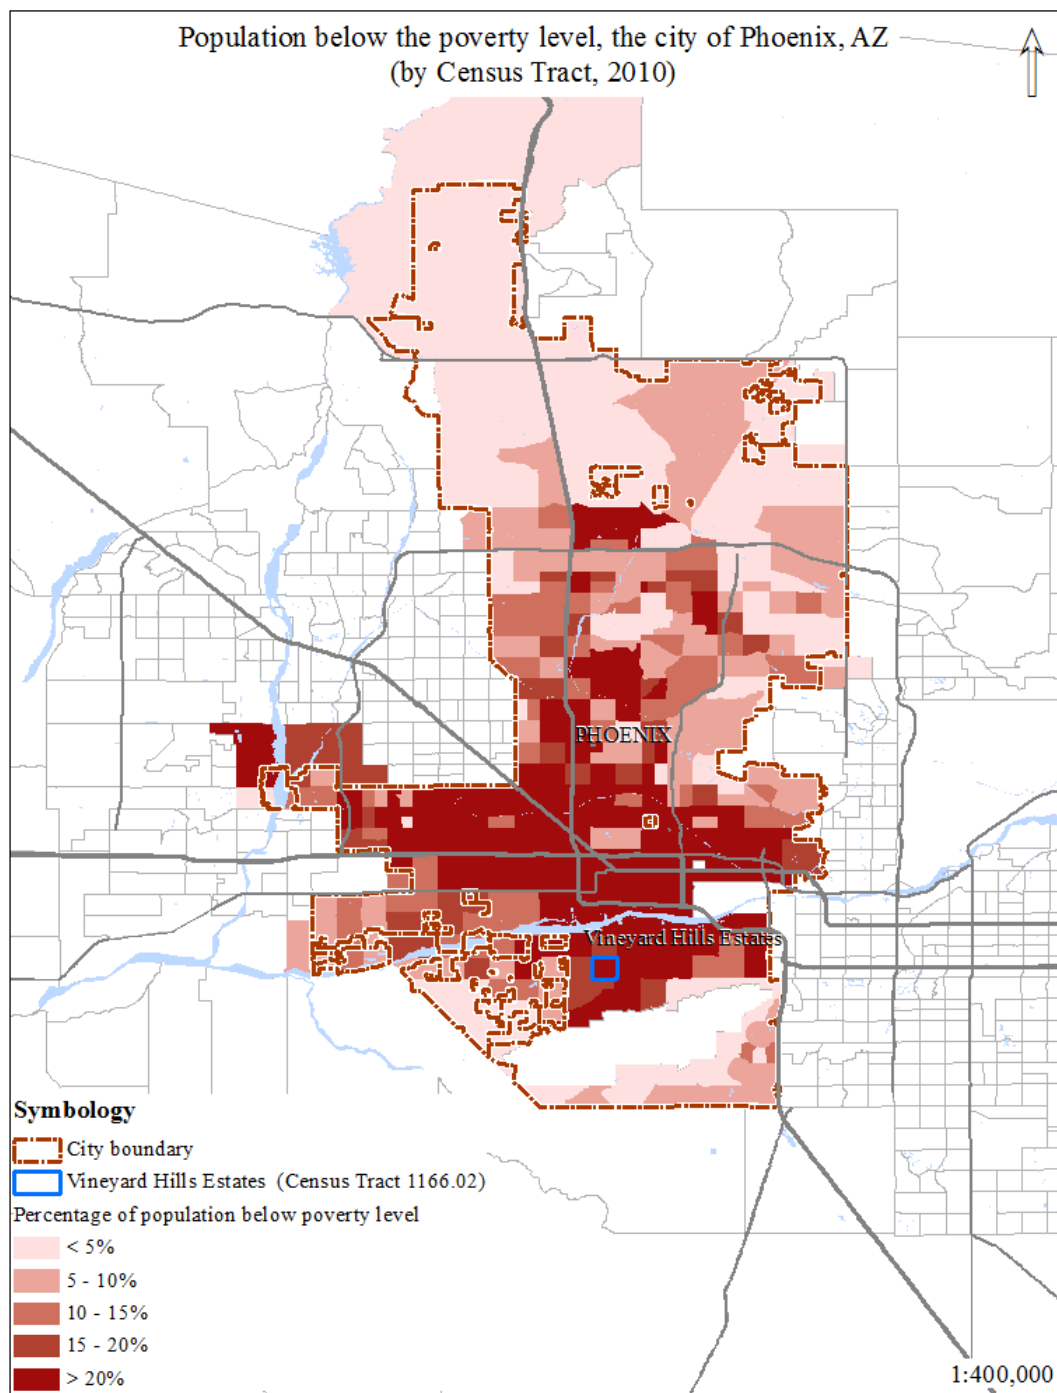 Population below the poverty level, the city of Phoenix, AZ
(by Census Tract, 2010)
PHOENIX
Vineyard Hills Estates
Symbology
City boundary
Vineyard Hills Estates (Census Tract 1166.02)
Percentage of population below poverty level
< 5%
5 - 10%
10 - 15%
15 - 20%
> 20%
1:400,000